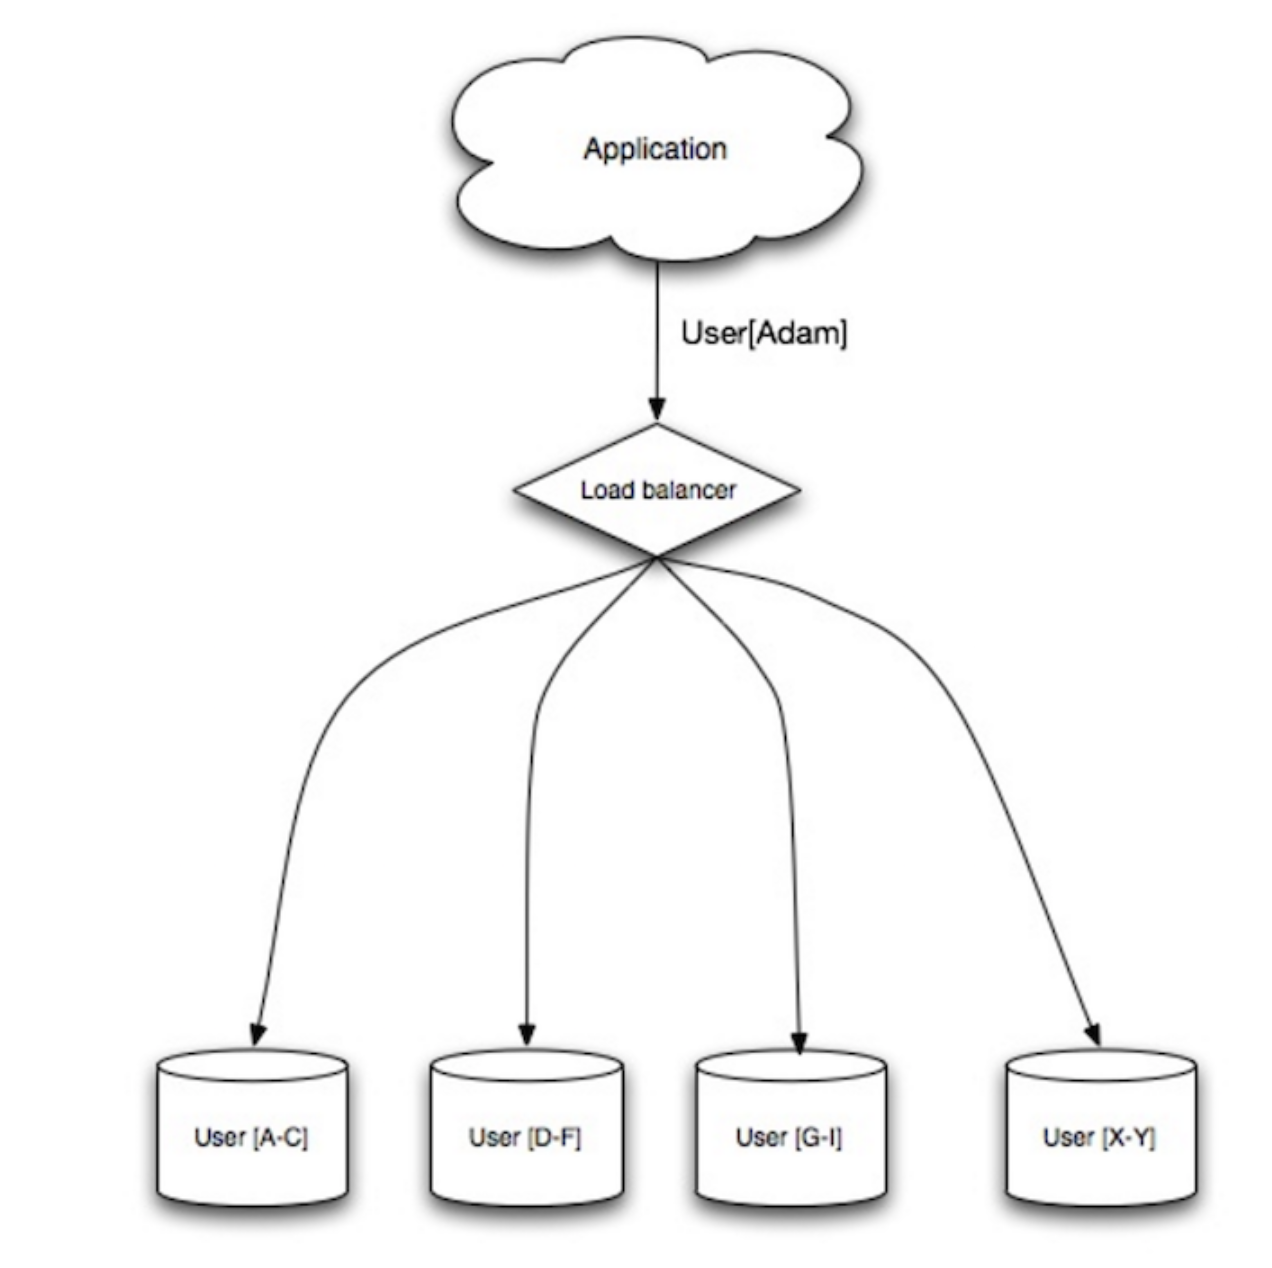 Application
User[Adam]
Load balancer
User [A-C]
User [D-F]
User [G-I]
User [X-Y]